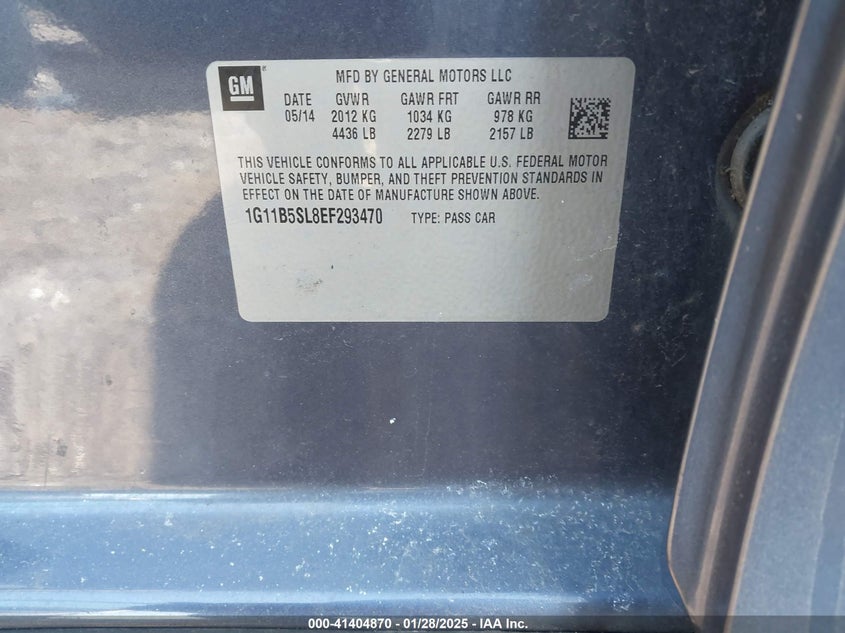 GM
MFD BY GENERAL MOTORS LLC
DATE GVWR GAWR FRT GAWR RR
05/14 2012 KG 1034 KG 978 KG
4436 LB 2279 LB 2157 LB
THIS VEHICLE CONFORMS TO ALL APPLICABLE U.S. FEDERAL MOTOR
VEHICLE SAFETY, BUMPER, AND THEFT PREVENTION STANDARDS IN
EFFECT ON THE DATE OF MANUFACTURE SHOWN ABOVE.
1G11B5SL8EF293470 TYPE: PASS CAR
000-41404870 - 01/28/2025 - IAA Inc.